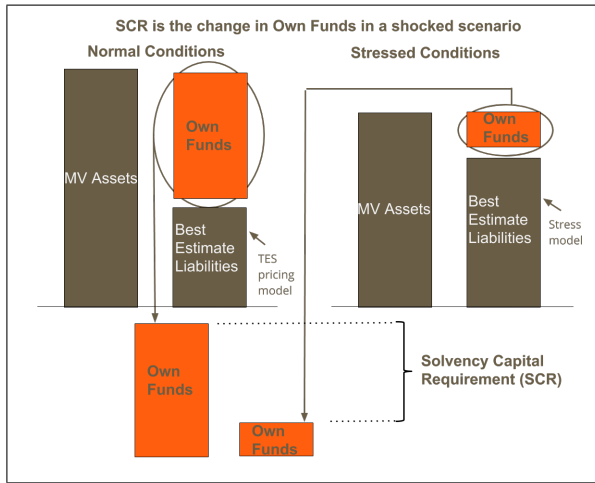 SCR is the change in Own Funds in a shocked scenario
Normal Conditions
Stressed Conditions
MV Assets
Own
Funds
Best
Estimate
Liabilities
TES
pricing
model
MV Assets
Own
Funds
Best
Estimate
Liabilities
Stress
model
Own
Funds
Own
Funds
Solvency Capital
Requirement (SCR)